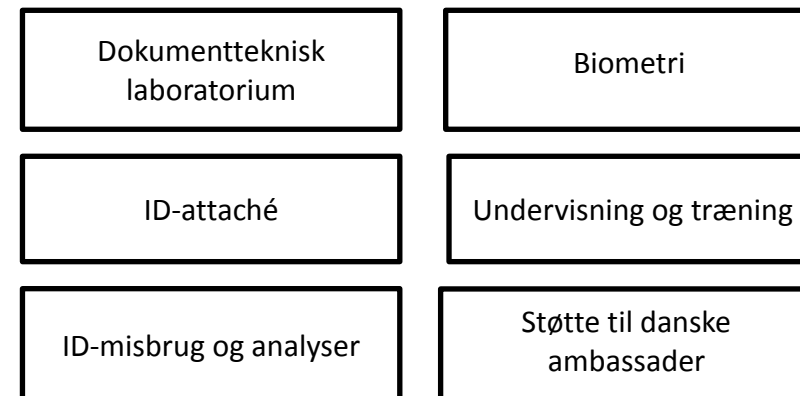 Dokumentteknisk
laboratorium
Biometri
ID-attaché
Undervisning og træning
ID-misbrug og analyser
Støtte til danske
ambassader